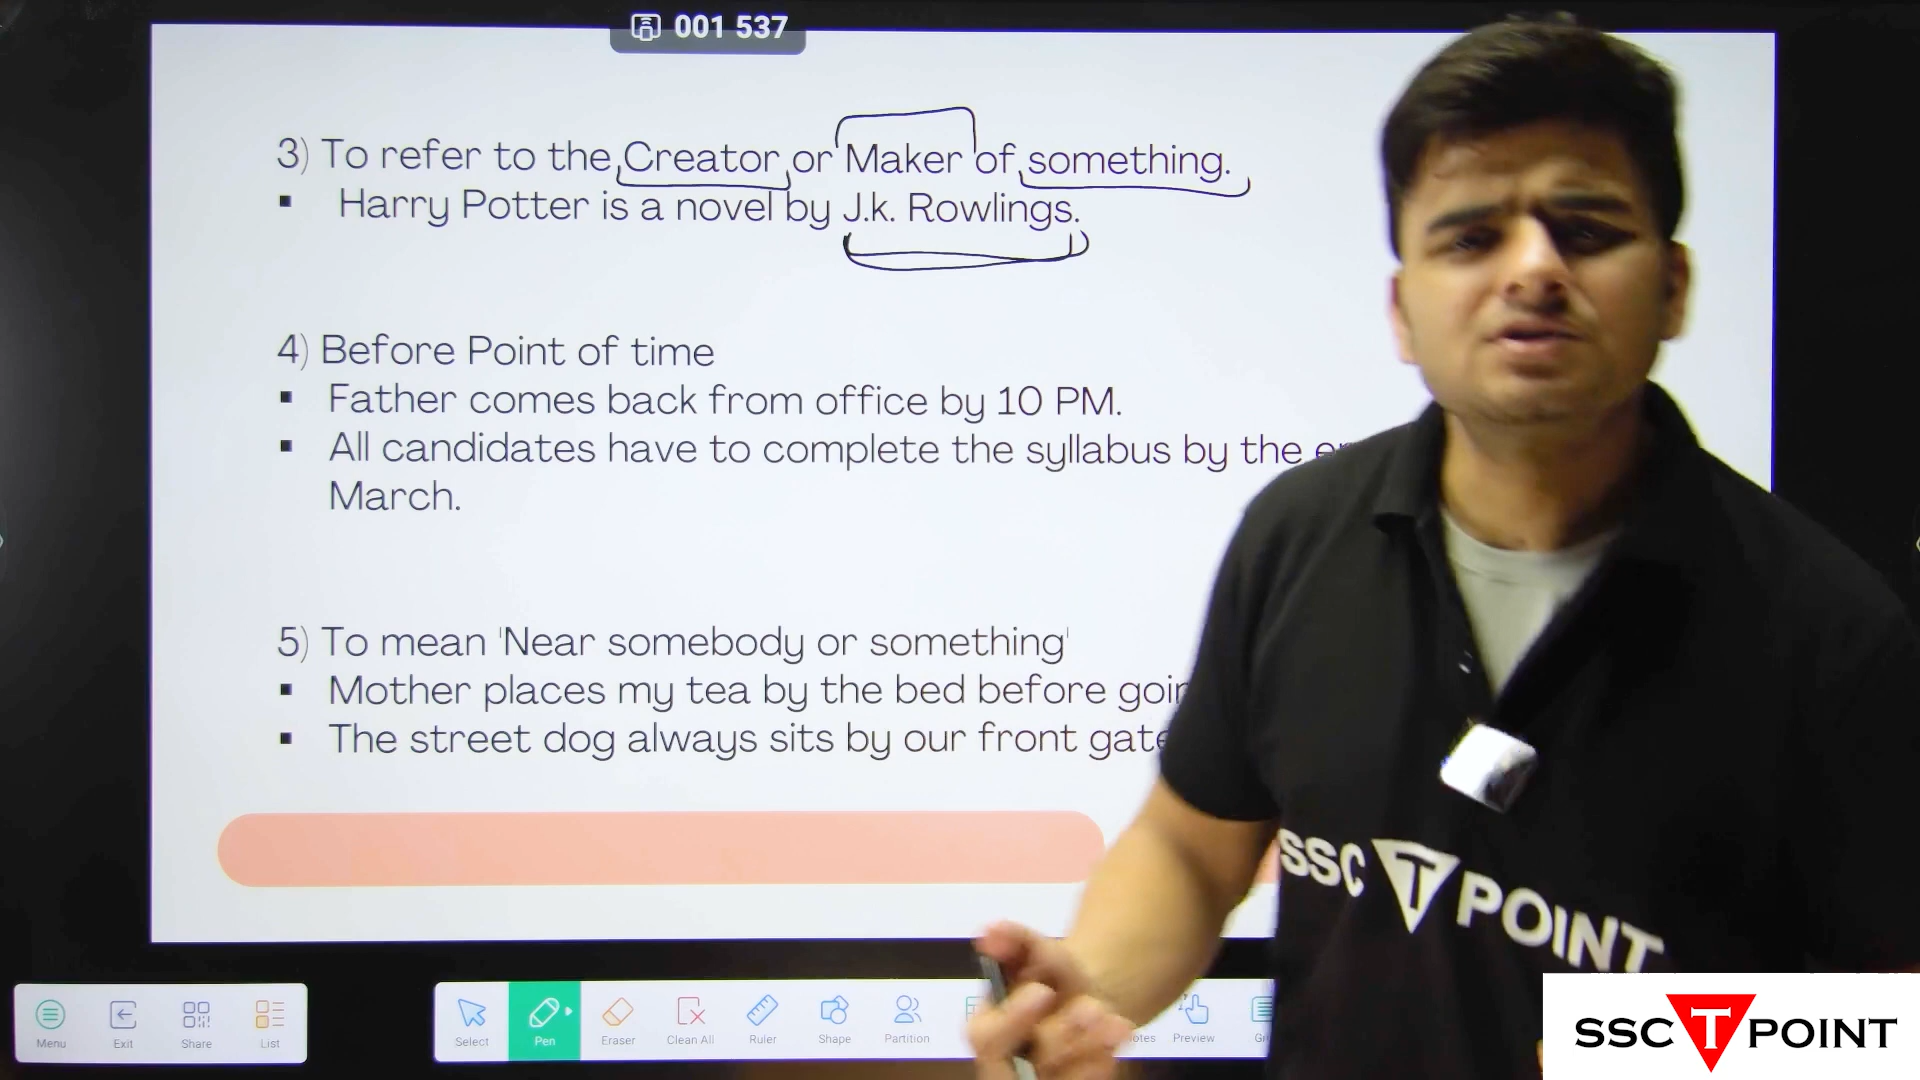 001 537
3) To refer to the Creator or Maker of something.
▪ Harry Potter is a novel by J.k. Rowlings.
4) Before Point of time
▪ Father comes back from office by 10 PM.
▪ All candidates have to complete the syllabus by the
March.
5) To mean 'Near somebody or something'
▪ Mother places my tea by the bed before
▪ The street dog always sits by our front gate
SSC T POINT
Menu Exit Share List Select Pen Eraser Clean All Ruler Shape Partition Preview
SSC T POINT